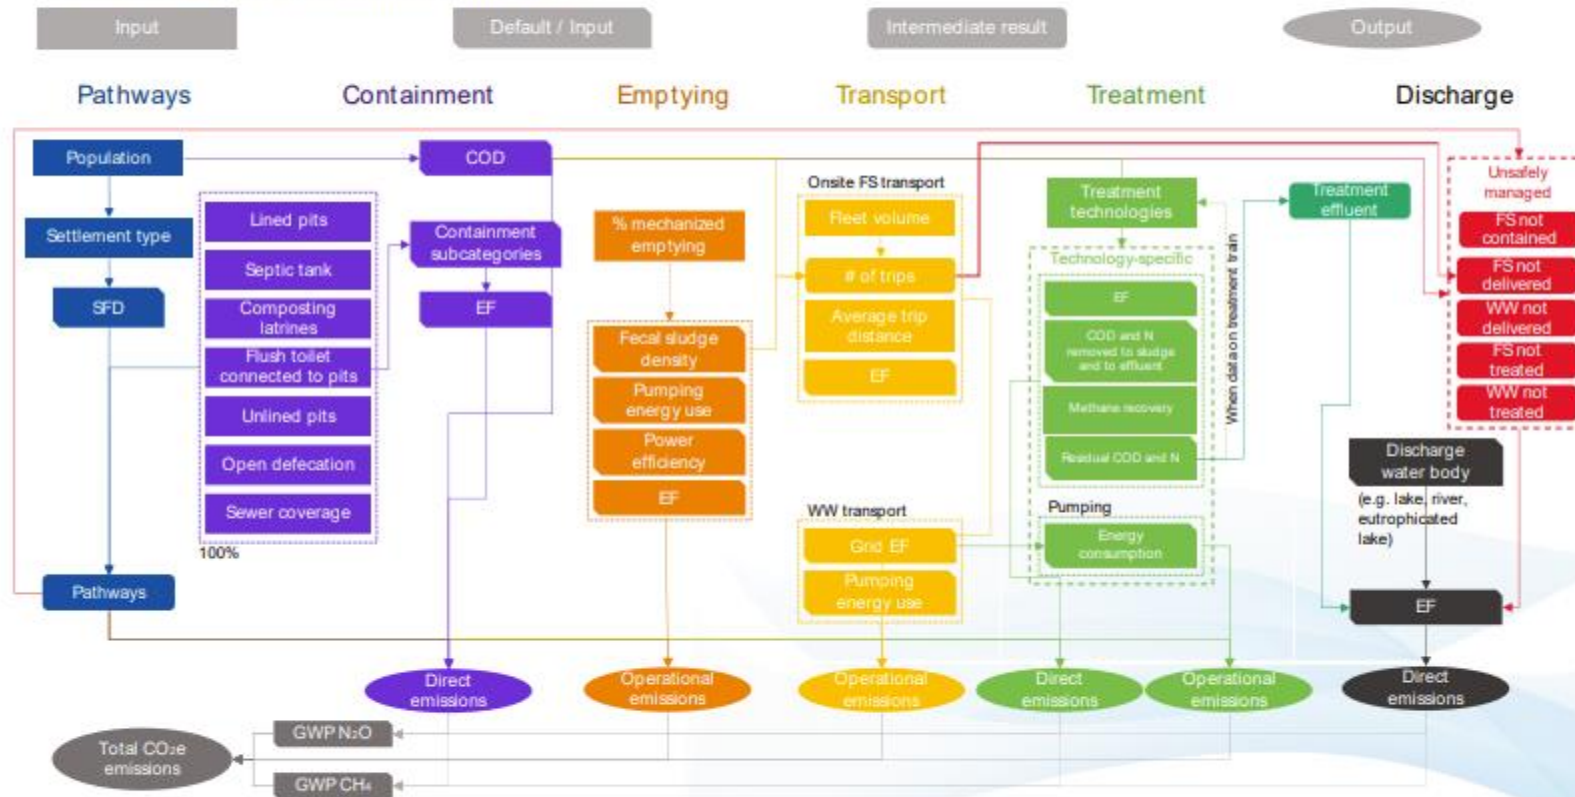 Input
Default / Input
Intermediate result
Output
Pathways
Containment
Emptying
Transport
Treatment
Discharge
Population
Settlement type
SFD
Pathways
Lined pits
Septic tank
Composting
latrines
Flush toilet
connected to pits
Unlined pits
Open defecation
Sewer coverage
100%
COD
Containment
subcategories
EF
% mechanized
emptying
Fecal sludge
density
Pumping
energy use
Power
efficiency
EF
Onsite FS transport
Fleet volume
# of trips
Average trip
distance
EF
WW transport
Grid EF
Pumping
energy use
Treatment
technologies
Technology-specific
EF
COD and N
removed to sludge
and to effluent
Methane recovery
Residual COD and N
Pumping
Energy
consumption
When data on treatment train
Treatment
effluent
Unsafely
managed
FS not
contained
FS not
delivered
WW not
delivered
FS not
treated
WW not
treated
Discharge
water body
(e.g. lake, river,
eutrophicated
lake)
EF
Direct
emissions
Operational
emissions
Operational
emissions
Direct
emissions
Operational
emissions
Direct
emissions
Total CO₂e
emissions
GWP N₂O
GWP CH₄